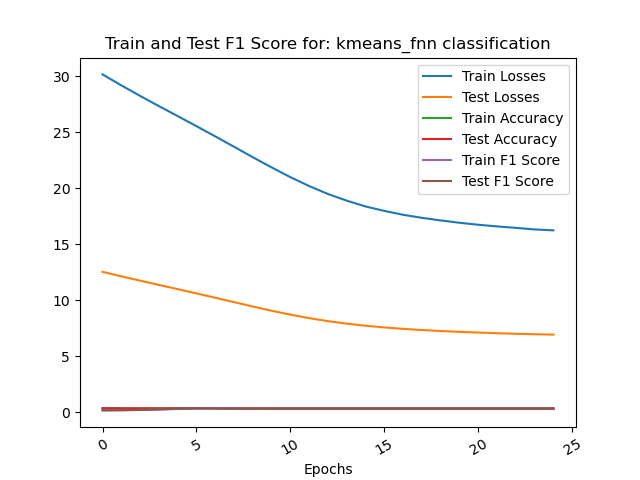 Train and Test F1 Score for: kmeans_fnn classification
Train Losses
Test Losses
Train Accuracy
Test Accuracy
Train F1 Score
Test F1 Score
30
25
20
15
10
5
0
0
5
10
15
20
25
Epochs